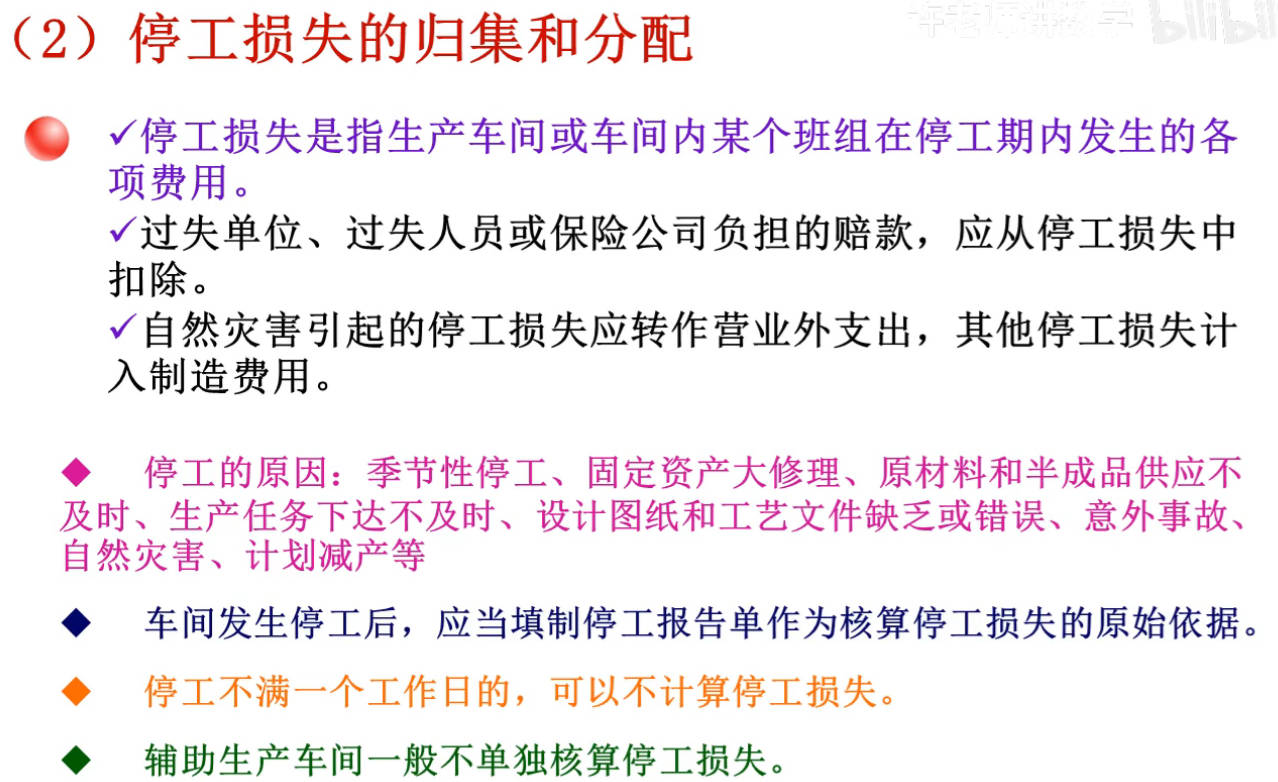 （2）停工损失的归集和分配
许老师讲数学 bilibili
✓停工损失是指生产车间或车间内某个班组在停工期内发生的各
项费用。
✓过失单位、过失人员或保险公司负担的赔款，应从停工损失中
扣除。
✓自然灾害引起的停工损失应转作营业外支出，其他停工损失计
入制造费用。
◆ 停工的原因：季节性停工、固定资产大修理、原材料和半成品供应不
及时、生产任务下达不及时、设计图纸和工艺文件缺乏或错误、意外事故、
自然灾害、计划减产等
◆ 车间发生停工后，应当填制停工报告单作为核算停工损失的原始依据。
◆ 停工不满一个工作日的，可以不计算停工损失。
◆ 辅助生产车间一般不单独核算停工损失。